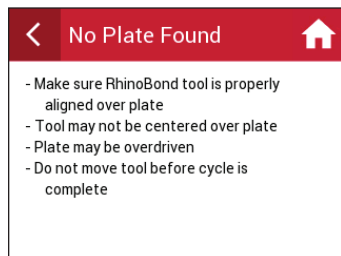 No Plate Found
- Make sure RhinoBond tool is properly
aligned over plate
- Tool may not be centered over plate
- Plate may be overdriven
- Do not move tool before cycle is
complete